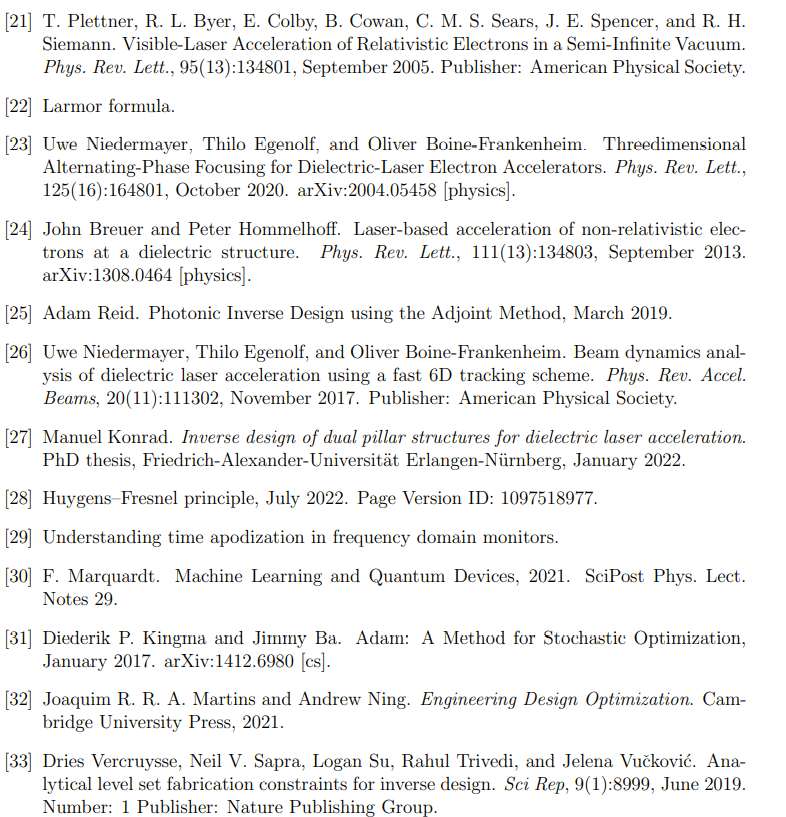 [21] T. Plettner, R. L. Byer, E. Colby, B. Cowan, C. M. S. Sears, J. E. Spencer, and R. H.
Siemann. Visible-Laser Acceleration of Relativistic Electrons in a Semi-Infinite Vacuum.
Phys. Rev. Lett., 95(13):134801, September 2005. Publisher: American Physical Society.
[22] Larmor formula.
[23] Uwe Niedermayer, Thilo Egenolf, and Oliver Boine-Frankenheim. Threedimensional
Alternating-Phase Focusing for Dielectric-Laser Electron Accelerators. Phys. Rev. Lett.,
125(16):164801, October 2020. arXiv:2004.05458 [physics].
[24] John Breuer and Peter Hommelhoff. Laser-based acceleration of non-relativistic elec-
trons at a dielectric structure. Phys. Rev. Lett., 111(13):134803, September 2013.
arXiv:1308.0464 [physics].
[25] Adam Reid. Photonic Inverse Design using the Adjoint Method, March 2019.
[26] Uwe Niedermayer, Thilo Egenolf, and Oliver Boine-Frankenheim. Beam dynamics anal-
ysis of dielectric laser acceleration using a fast 6D tracking scheme. Phys. Rev. Accel.
Beams, 20(11):111302, November 2017. Publisher: American Physical Society.
[27] Manuel Konrad. Inverse design of dual pillar structures for dielectric laser acceleration.
PhD thesis, Friedrich-Alexander-Universität Erlangen-Nürnberg, January 2022.
[28] Huygens–Fresnel principle, July 2022. Page Version ID: 1097518977.
[29] Understanding time apodization in frequency domain monitors.
[30] F. Marquardt. Machine Learning and Quantum Devices, 2021. SciPost Phys. Lect.
Notes 29.
[31] Diederik P. Kingma and Jimmy Ba. Adam: A Method for Stochastic Optimization,
January 2017. arXiv:1412.6980 [cs].
[32] Joaquim R. R. A. Martins and Andrew Ning. Engineering Design Optimization. Cam-
bridge University Press, 2021.
[33] Dries Vercruysse, Neil V. Sapra, Logan Su, Rahul Trivedi, and Jelena Vučković. Ana-
lytical level set fabrication constraints for inverse design. Sci Rep, 9(1):8999, June 2019.
Number: 1 Publisher: Nature Publishing Group.